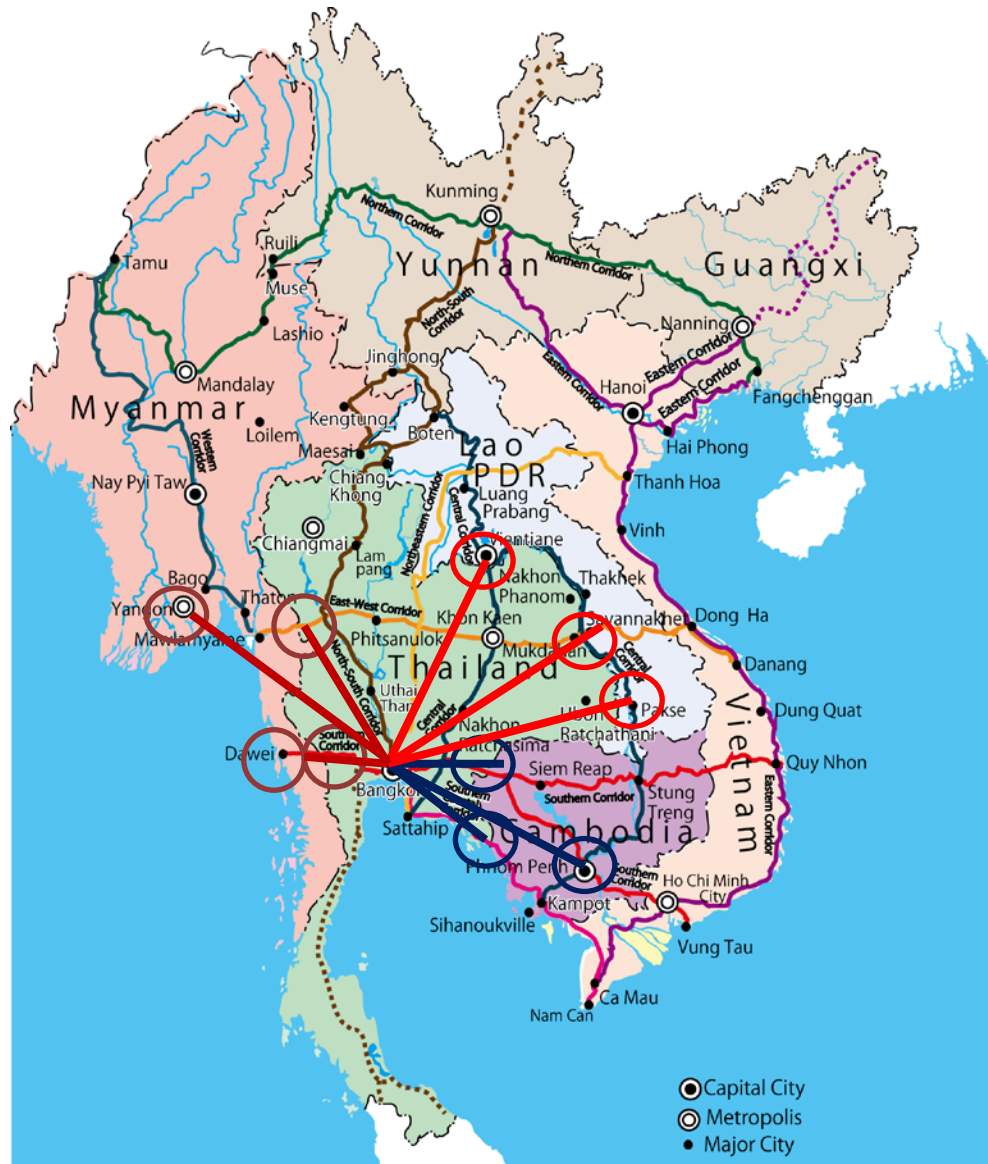 Kunming
Northern Corridor
Northern Corridor
Yunnan
Guangxi
Tamu
Ruili
Muse
North-South
Corridor
Nanning
Lashio
Jinghong
Eastern Corridor
Eastern Corridor
Eastern Corridor
Hanoi
Fangchenggan
Mandalay
Myanmar
Kengtung
Boten
Hai Phong
Loilem
Western
Corridor
Maesai
Lao
PDR
Chiang
Khong
Thanh Hoa
Nay Pyi Taw
Luang
Prabang
Central Corridor
Northeastern Corridor
Vinh
Chiangmai
Lam
pang
Vientiane
Bago
Nakhon
Phanom
Thakhek
Yangon
Thaton
East-West Corridor
Khon Kaen
Savannakhet
Dong Ha
Mawlamyaine
Phitsanulok
Mukdahan
Danang
North-South Corridor
Thailand
Central
Corridor
Uthai
Thani
Central
Corridor
Nakhon
Ratchasima
Ubon
Ratchathani
Pakse
Dung Quat
Vietnam
Dawei
Southern
Corridor
Bangkok
Siem Reap
Quy Nhon
Southern Corridor
Stung
Treng
Southern
Corridor
Sattahip
Cambodia
Eastern Corridor
Phnom Penh
Southern
Corridor
Ho Chi Minh
City
Kampot
Sihanoukville
Vung Tau
Ca Mau
Nam Can
Capital City
Metropolis
Major City